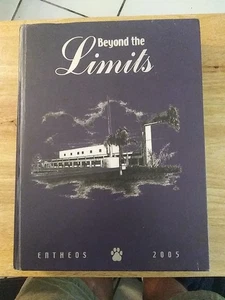 Beyond the
Limits
ENTHEOS 2005